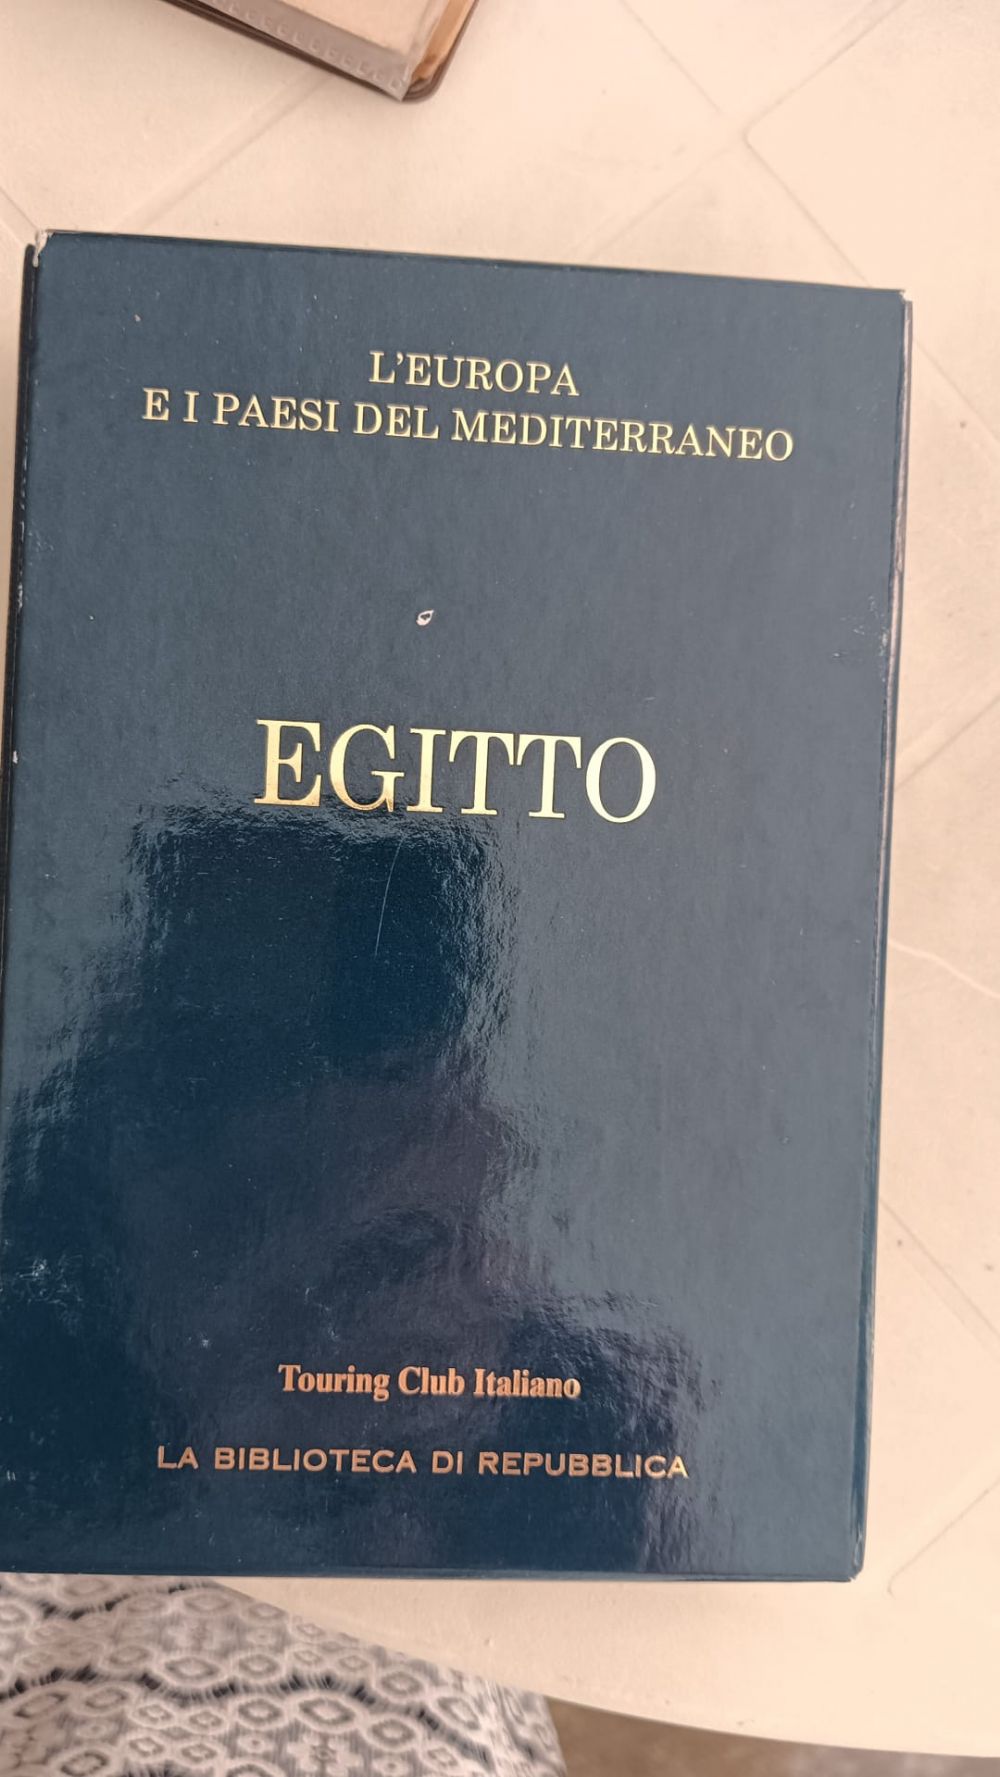 L'EUROPA
E I PAESI DEL MEDITERRANEO
EGITTO
Touring Club Italiano
LA BIBLIOTECA DI REPUBBLICA